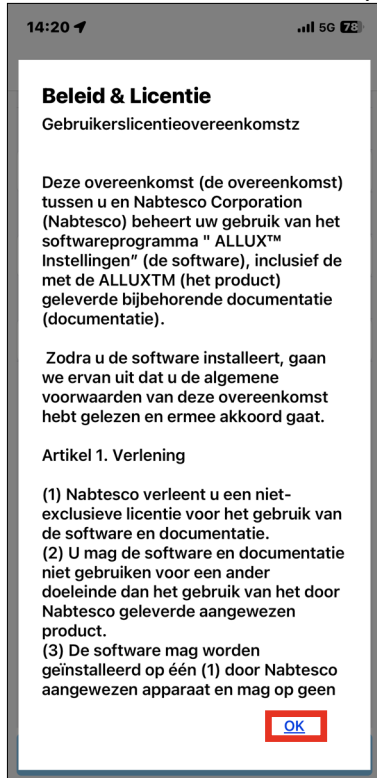 14:20 5G 78
Beleid & Licentie
Gebruikerslicentieovereenkomstz
Deze overeenkomst (de overeenkomst)
tussen u en Nabtesco Corporation
(Nabtesco) beheert uw gebruik van het
softwareprogramma " ALLUX™
Instellingen” (de software), inclusief de
met de ALLUXTM (het product)
geleverde bijbehorende documentatie
(documentatie).
Zodra u de software installeert, gaan
we ervan uit dat u de algemene
voorwaarden van deze overeenkomst
hebt gelezen en ermee akkoord gaat.
Artikel 1. Verlening
(1) Nabtesco verleent u een niet-
exclusieve licentie voor het gebruik van
de software en documentatie.
(2) U mag de software en documentatie
niet gebruiken voor een ander
doeleinde dan het gebruik van het door
Nabtesco geleverde aangewezen
product.
(3) De software mag worden
geïnstalleerd op één (1) door Nabtesco
aangewezen apparaat en mag op geen
OK